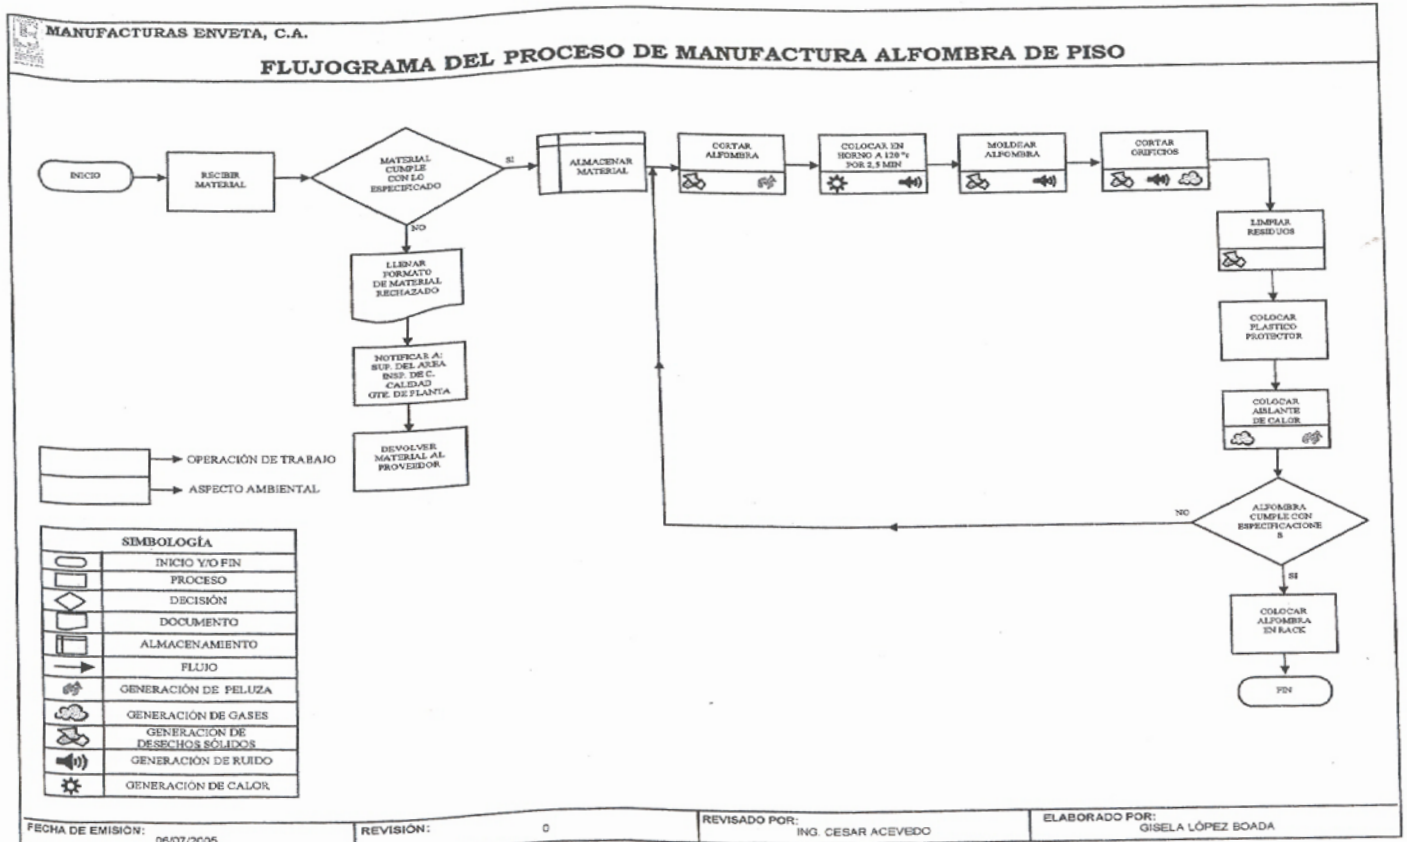 MANUFACTURAS ENVETA, C.A.
FLUJOGRAMA DEL PROCESO DE MANUFACTURA ALFOMBRA DE PISO
INICIO
RECIBIR
MATERIAL
MATERIAL
CUMPLE
CON LO
ESPECIFICADO
SI
NO
ALMACENAR
MATERIAL
CORTAR
ALFOMBRA
COLOCAR EN
HORNO A 120 °c
POR 2,5 MIN
MOLDEAR
ALFOMBRA
CORTAR
ORIFICIOS
LIMPIAR
RESIDUOS
COLOCAR
PLASTICO
PROTECTOR
COLOCAR
AISLANTE
DE CALOR
ALFOMBRA
CUMPLE CON
ESPECIFICACIONE
S
NO
SI
COLOCAR
ALFOMBRA
EN RACK
FIN
LLENAR
FORMATO
DE MATERIAL
RECHAZADO
NOTIFICAR A:
SUP. DEL AREA
INSP. DE C.
CALIDAD
GTE. DE PLANTA
DEVOLVER
MATERIAL AL
PROVEEDOR
OPERACIÓN DE TRABAJO
ASPECTO AMBIENTAL
SIMBOLOGÍA
INICIO Y/O FIN
PROCESO
DECISIÓN
DOCUMENTO
ALMACENAMIENTO
FLUJO
GENERACIÓN DE PELUZA
GENERACIÓN DE GASES
GENERACIÓN DE
DESECHOS SÓLIDOS
GENERACIÓN DE RUIDO
GENERACIÓN DE CALOR
FECHA DE EMISIÓN:
06/07/2005
REVISIÓN: 0
REVISADO POR:
ING. CESAR ACEVEDO
ELABORADO POR:
GISELA LÓPEZ BOADA